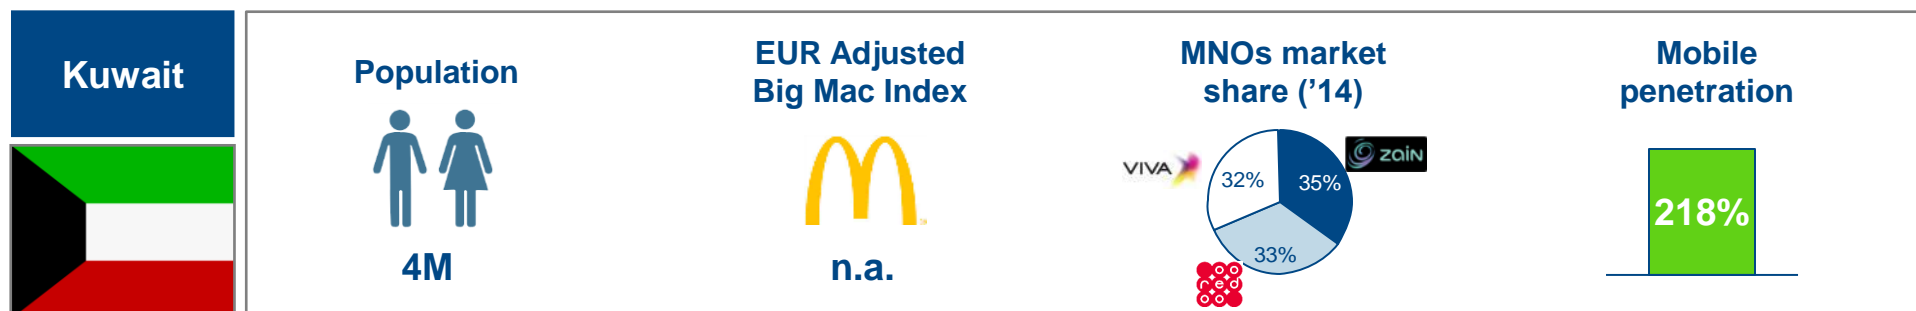 Kuwait
Population
4M
EUR Adjusted
Big Mac Index
n.a.
MNOs market
share (’14)
VIVA
zain
32%
35%
33%
Mobile
penetration
218%